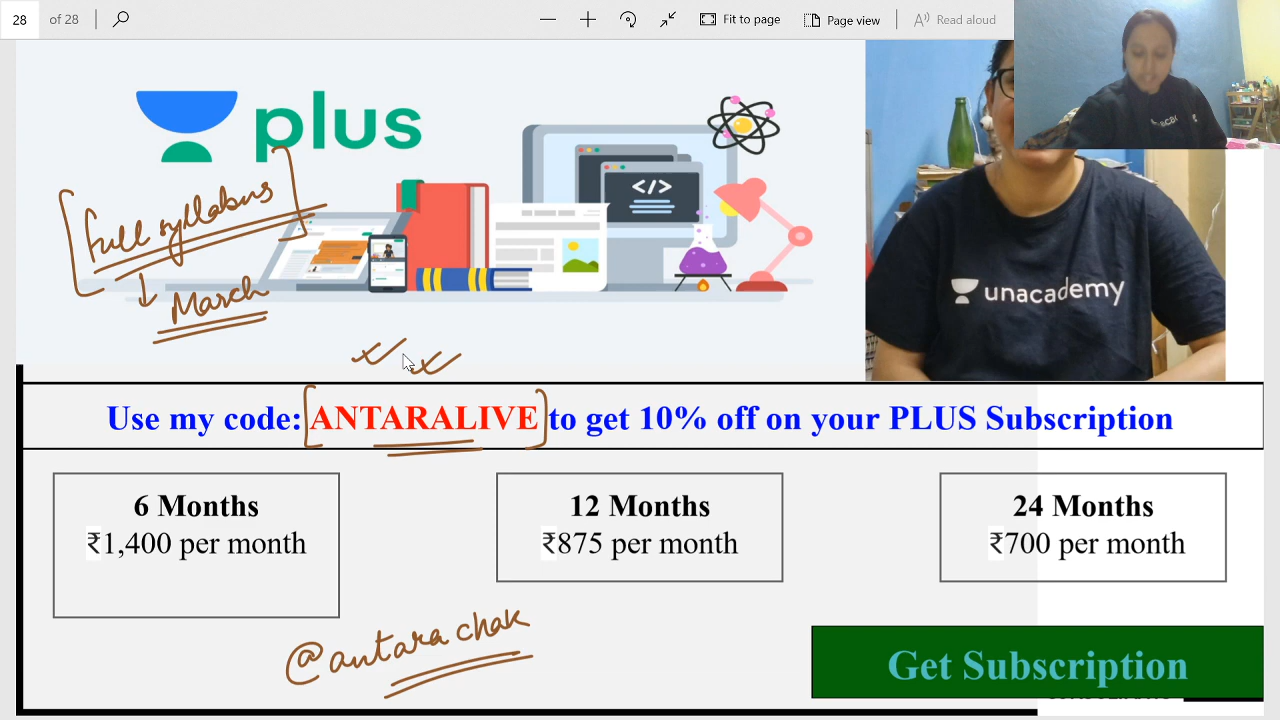 28 of 28 Fit to page Page view Read aloud
plus
full syllabus
March
</>
unacademy
Use my code: ANTARALIVE to get 10% off on your PLUS Subscription
6 Months
₹1,400 per month
12 Months
₹875 per month
24 Months
₹700 per month
@antara chak
Get Subscription